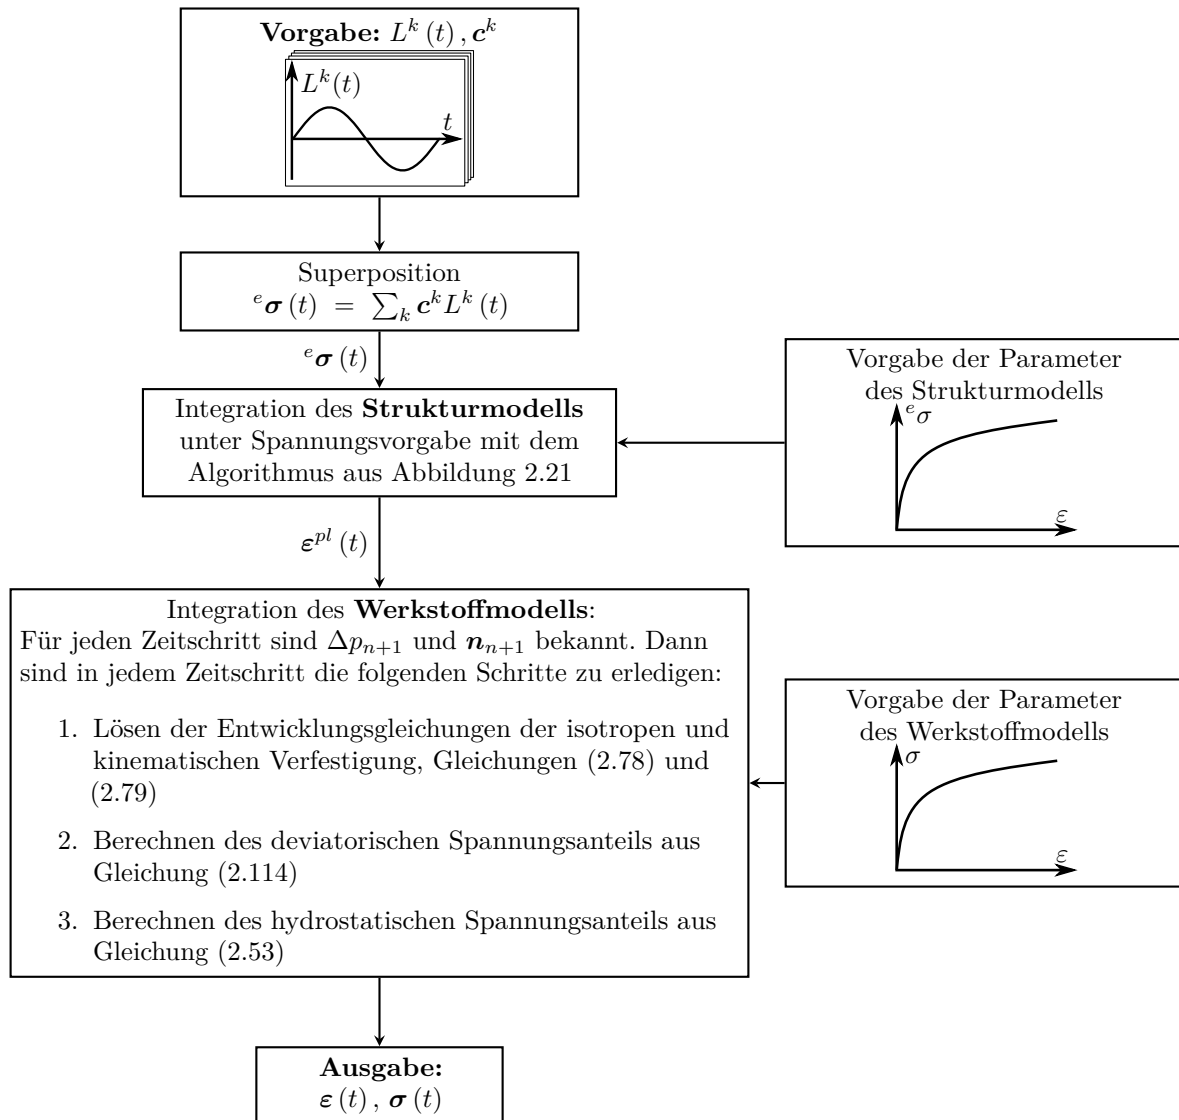 Vorgabe: L^k (t) , c^k
L^k(t)
t
Superposition
^e σ (t) = ∑_k c^k L^k (t)
^e σ (t)
Vorgabe der Parameter
des Strukturmodells
^e σ
ε
Integration des Strukturmodells
unter Spannungsvorgabe mit dem
Algorithmus aus Abbildung 2.21
ε^{pl} (t)
Integration des Werkstoffmodells:
Für jeden Zeitschritt sind Δp_{n+1} und n_{n+1} bekannt. Dann
sind in jedem Zeitschritt die folgenden Schritte zu erledigen:
1. Lösen der Entwicklungsgleichungen der isotropen und
kinematischen Verfestigung, Gleichungen (2.78) und
(2.79)
2. Berechnen des deviatorischen Spannungsanteils aus
Gleichung (2.114)
3. Berechnen des hydrostatischen Spannungsanteils aus
Gleichung (2.53)
Vorgabe der Parameter
des Werkstoffmodells
σ
ε
Ausgabe:
ε (t) , σ (t)